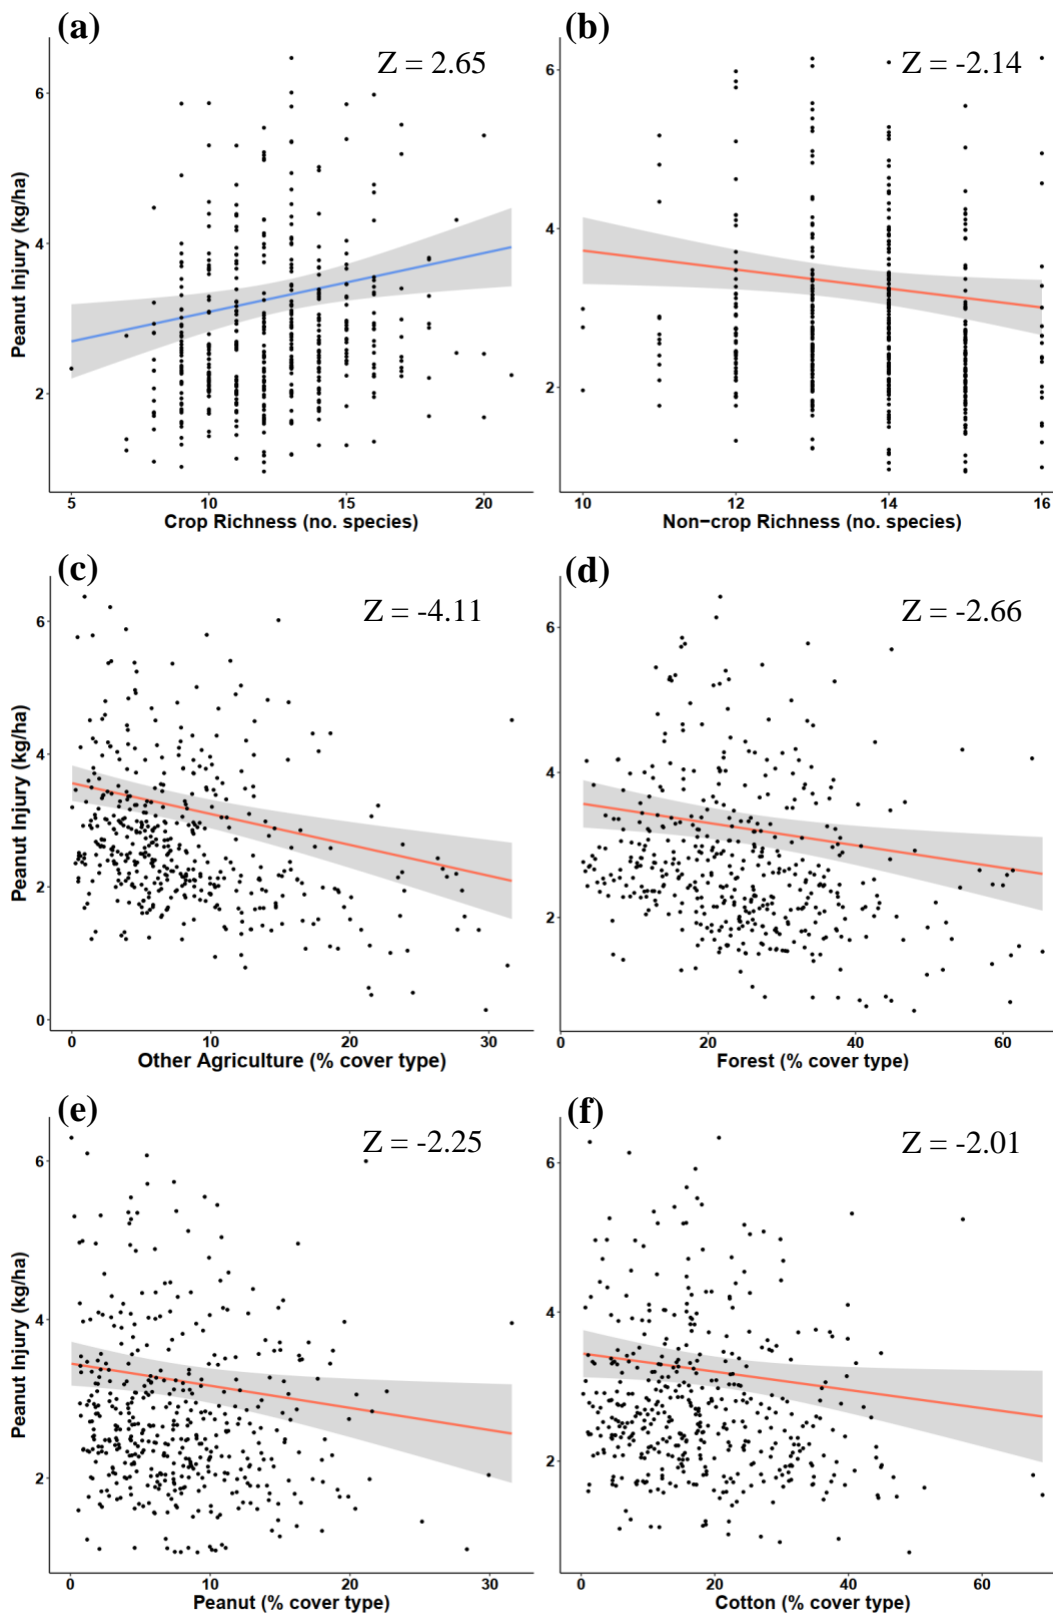 (a)
Z = 2.65
Peanut Injury (kg/ha)
6
4
2
5
10
15
20
Crop Richness (no. species)
(b)
Z = -2.14
6
4
2
10
12
14
16
Non−crop Richness (no. species)
(c)
Z = -4.11
Peanut Injury (kg/ha)
6
4
2
0
0
10
20
30
Other Agriculture (% cover type)
(d)
Z = -2.66
6
4
2
0
20
40
60
Forest (% cover type)
(e)
Z = -2.25
Peanut Injury (kg/ha)
6
4
2
0
10
20
30
Peanut (% cover type)
(f)
Z = -2.01
6
4
2
0
20
40
60
Cotton (% cover type)